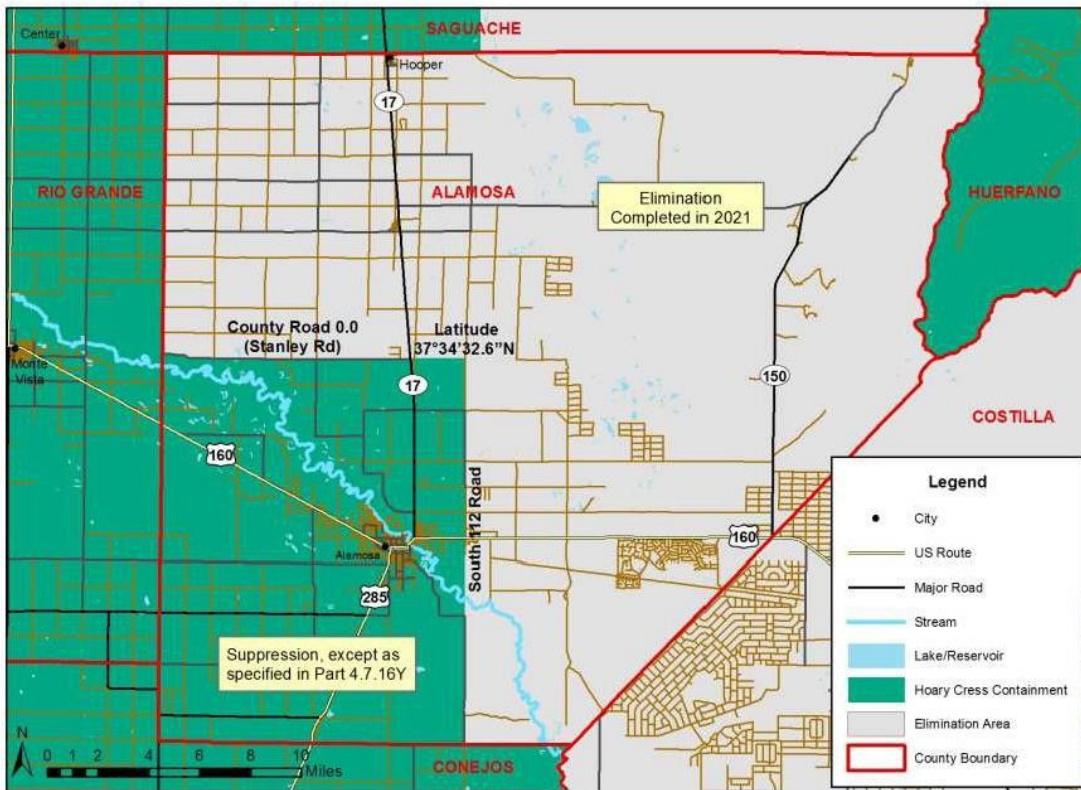 SAGUACHE
Center
Hooper
17
RIO GRANDE
ALAMOSA
HUERFANO
Elimination
Completed in 2021
County Road 0.0
(Stanley Rd)
Latitude
37°34'32.6"N
Monte
Vista
17
150
COSTILLA
160
South 112 Road
Alamosa
160
285
Suppression, except as
specified in Part 4.7.16Y
CONEJOS
N
0 2 4 6 8 10
Miles
Legend
City
US Route
Major Road
Stream
Lake/Reservoir
Hoary Cress Containment
Elimination Area
County Boundary